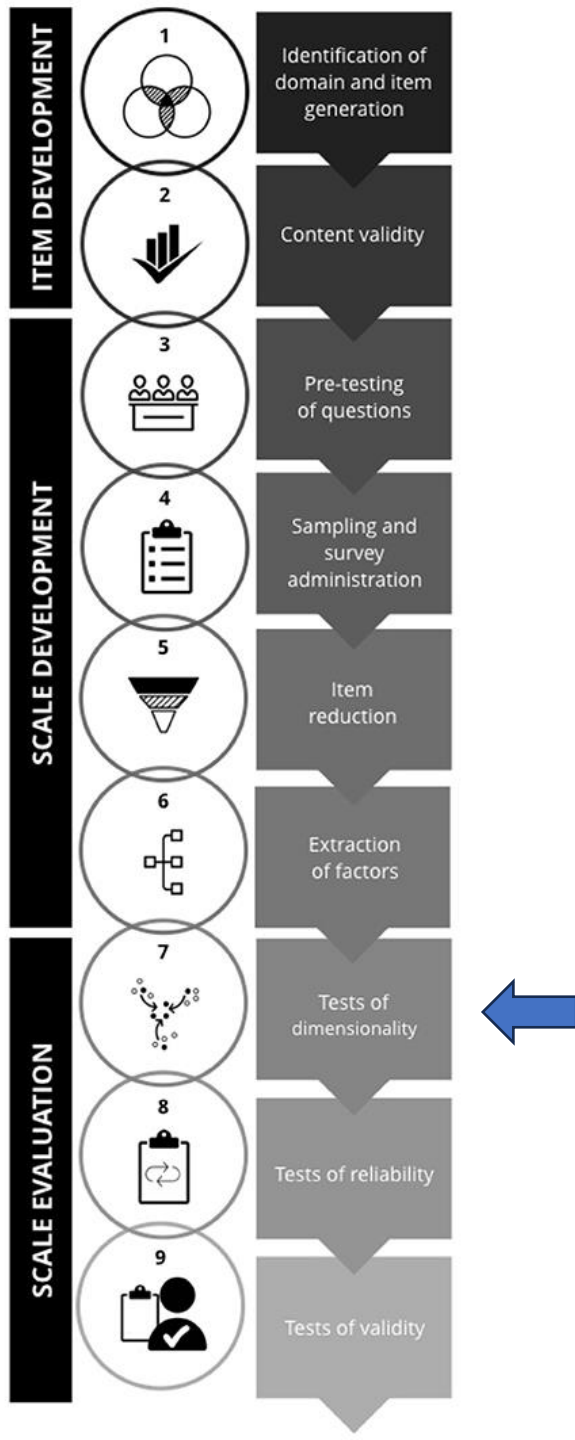 ITEM DEVELOPMENT
1
Identification of
domain and item
generation
2
Content validity
SCALE DEVELOPMENT
3
Pre-testing
of questions
4
Sampling and
survey
administration
5
Item
reduction
6
Extraction
of factors
SCALE EVALUATION
7
Tests of
dimensionality
8
Tests of reliability
9
Tests of validity